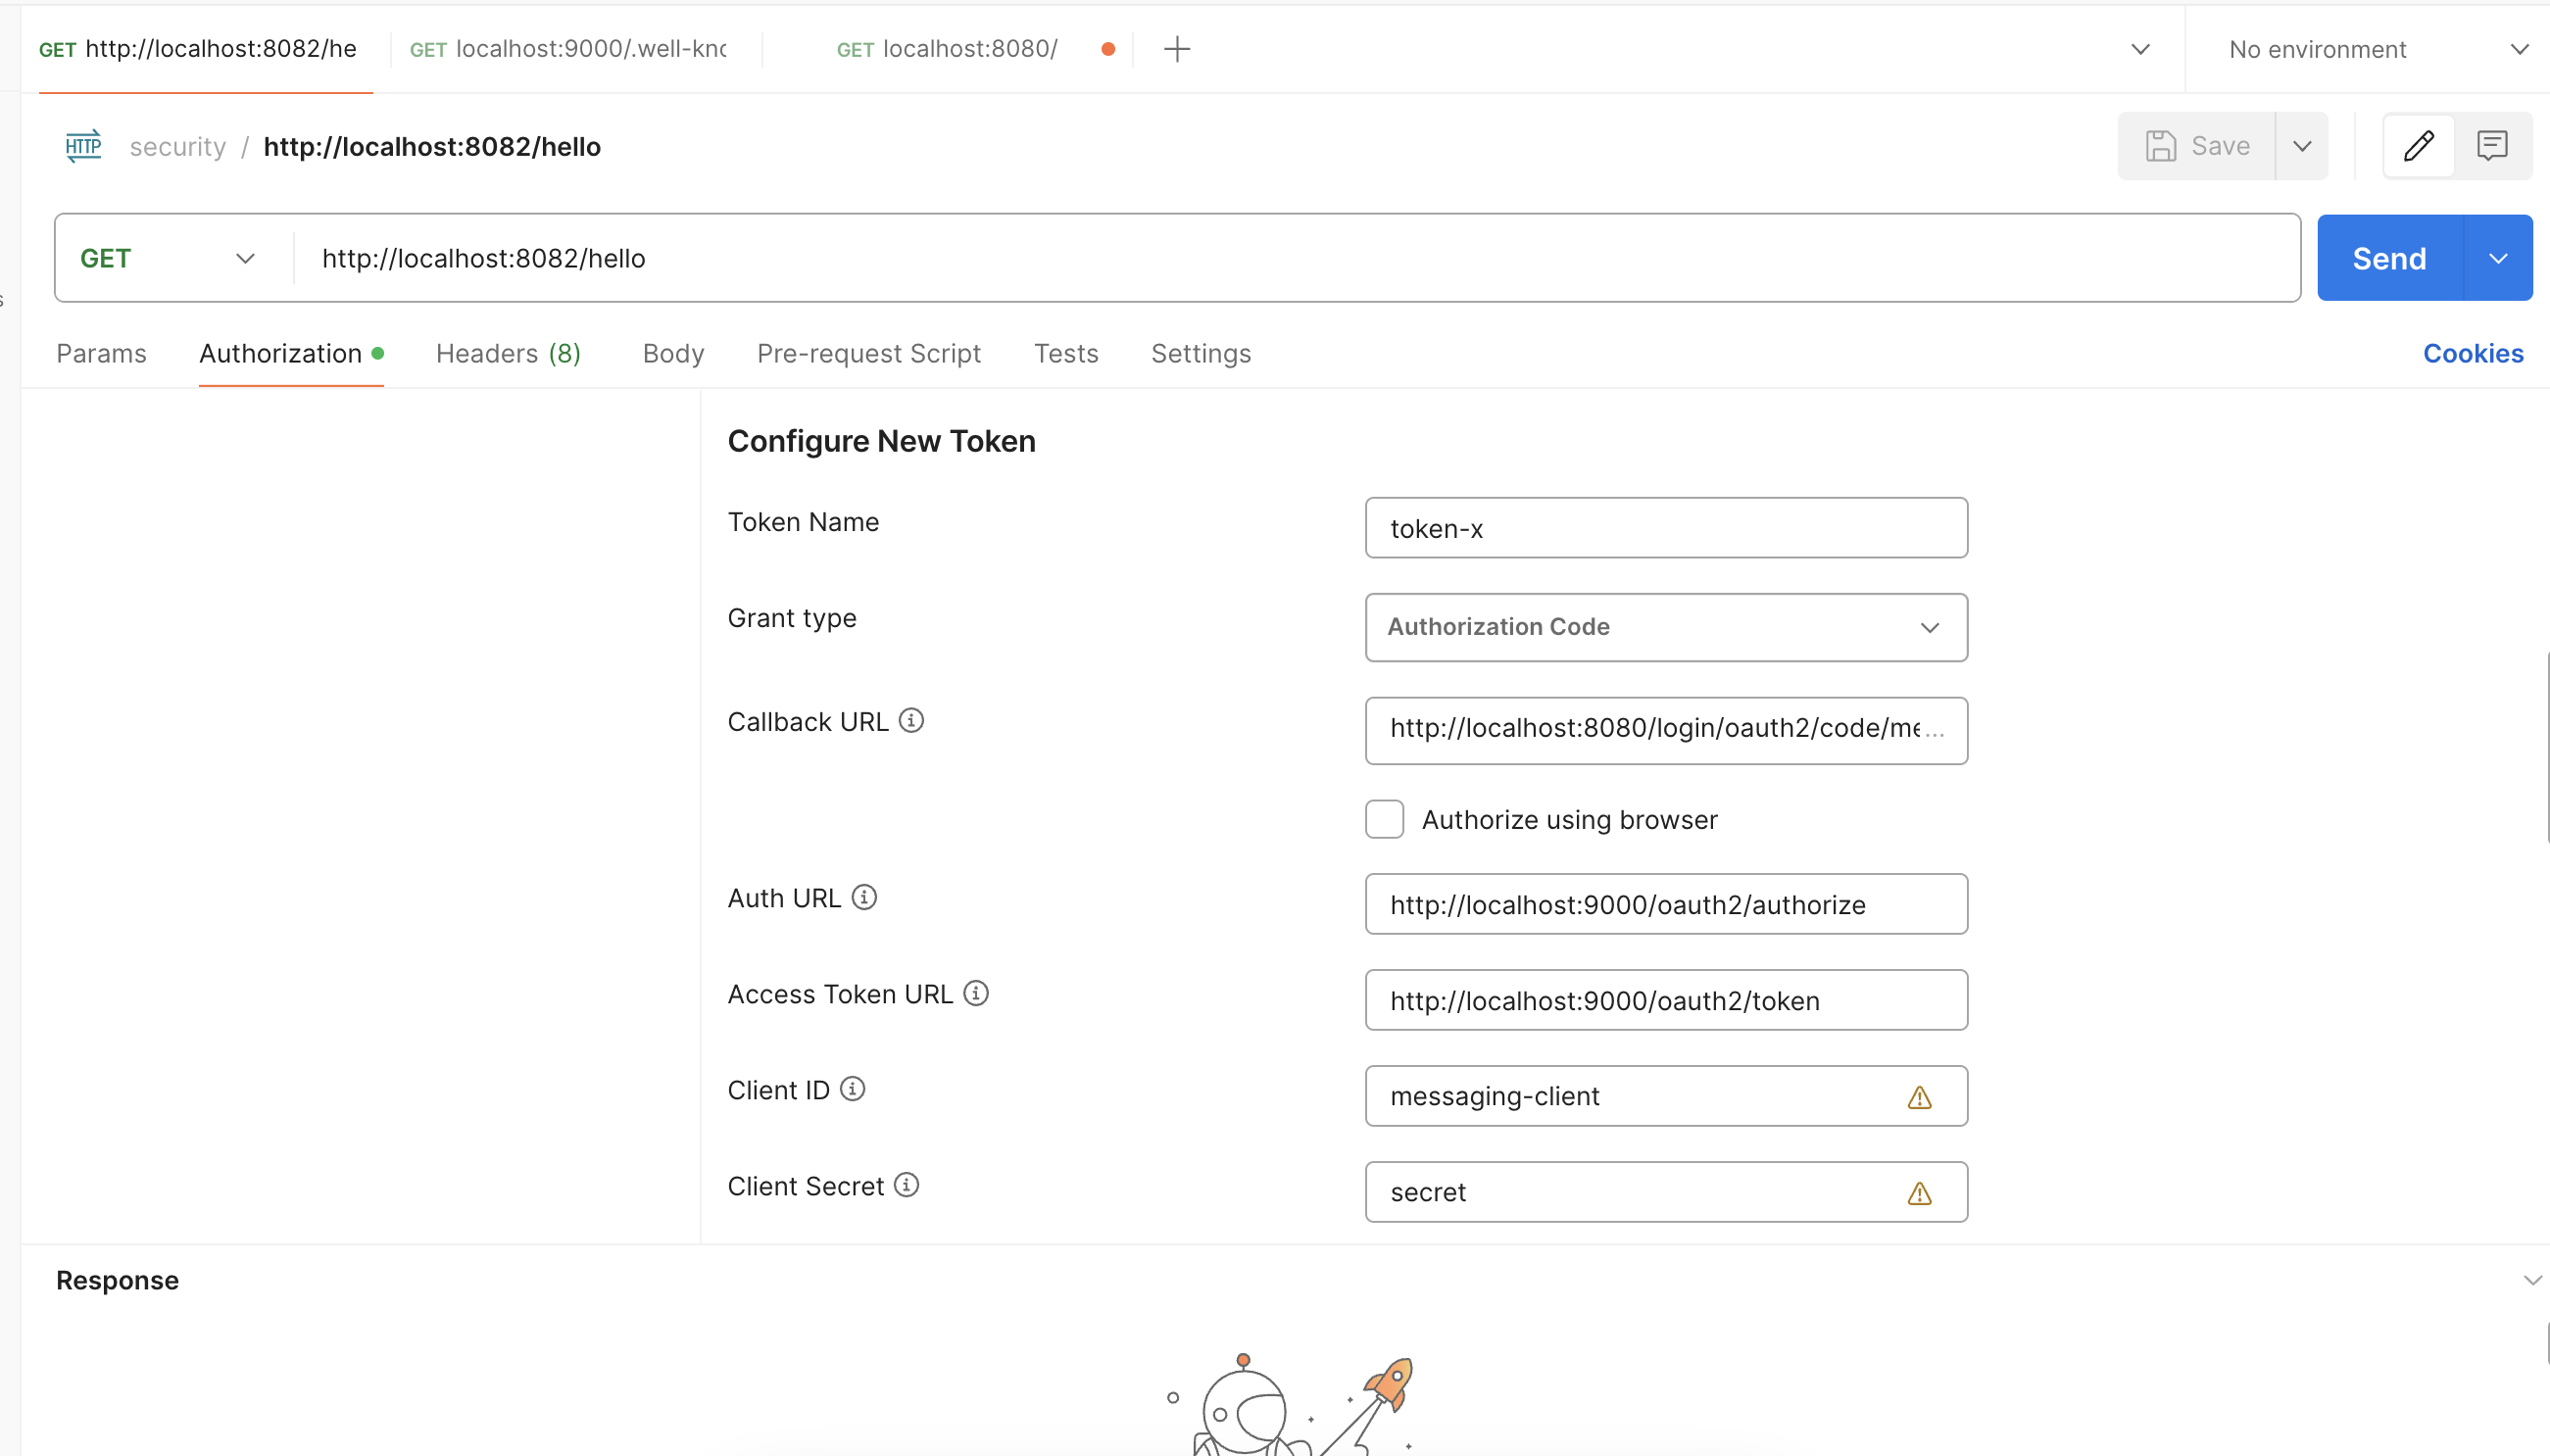 GET http://localhost:8082/he
GET localhost:9000/.well-kno
GET localhost:8080/
No environment
HTTP security / http://localhost:8082/hello
Save
GET http://localhost:8082/hello
Send
Params Authorization Headers (8) Body Pre-request Script Tests Settings Cookies
Configure New Token
Token Name token-x
Grant type Authorization Code
Callback URL http://localhost:8080/login/oauth2/code/me...
Authorize using browser
Auth URL http://localhost:9000/oauth2/authorize
Access Token URL http://localhost:9000/oauth2/token
Client ID messaging-client
Client Secret secret
Response